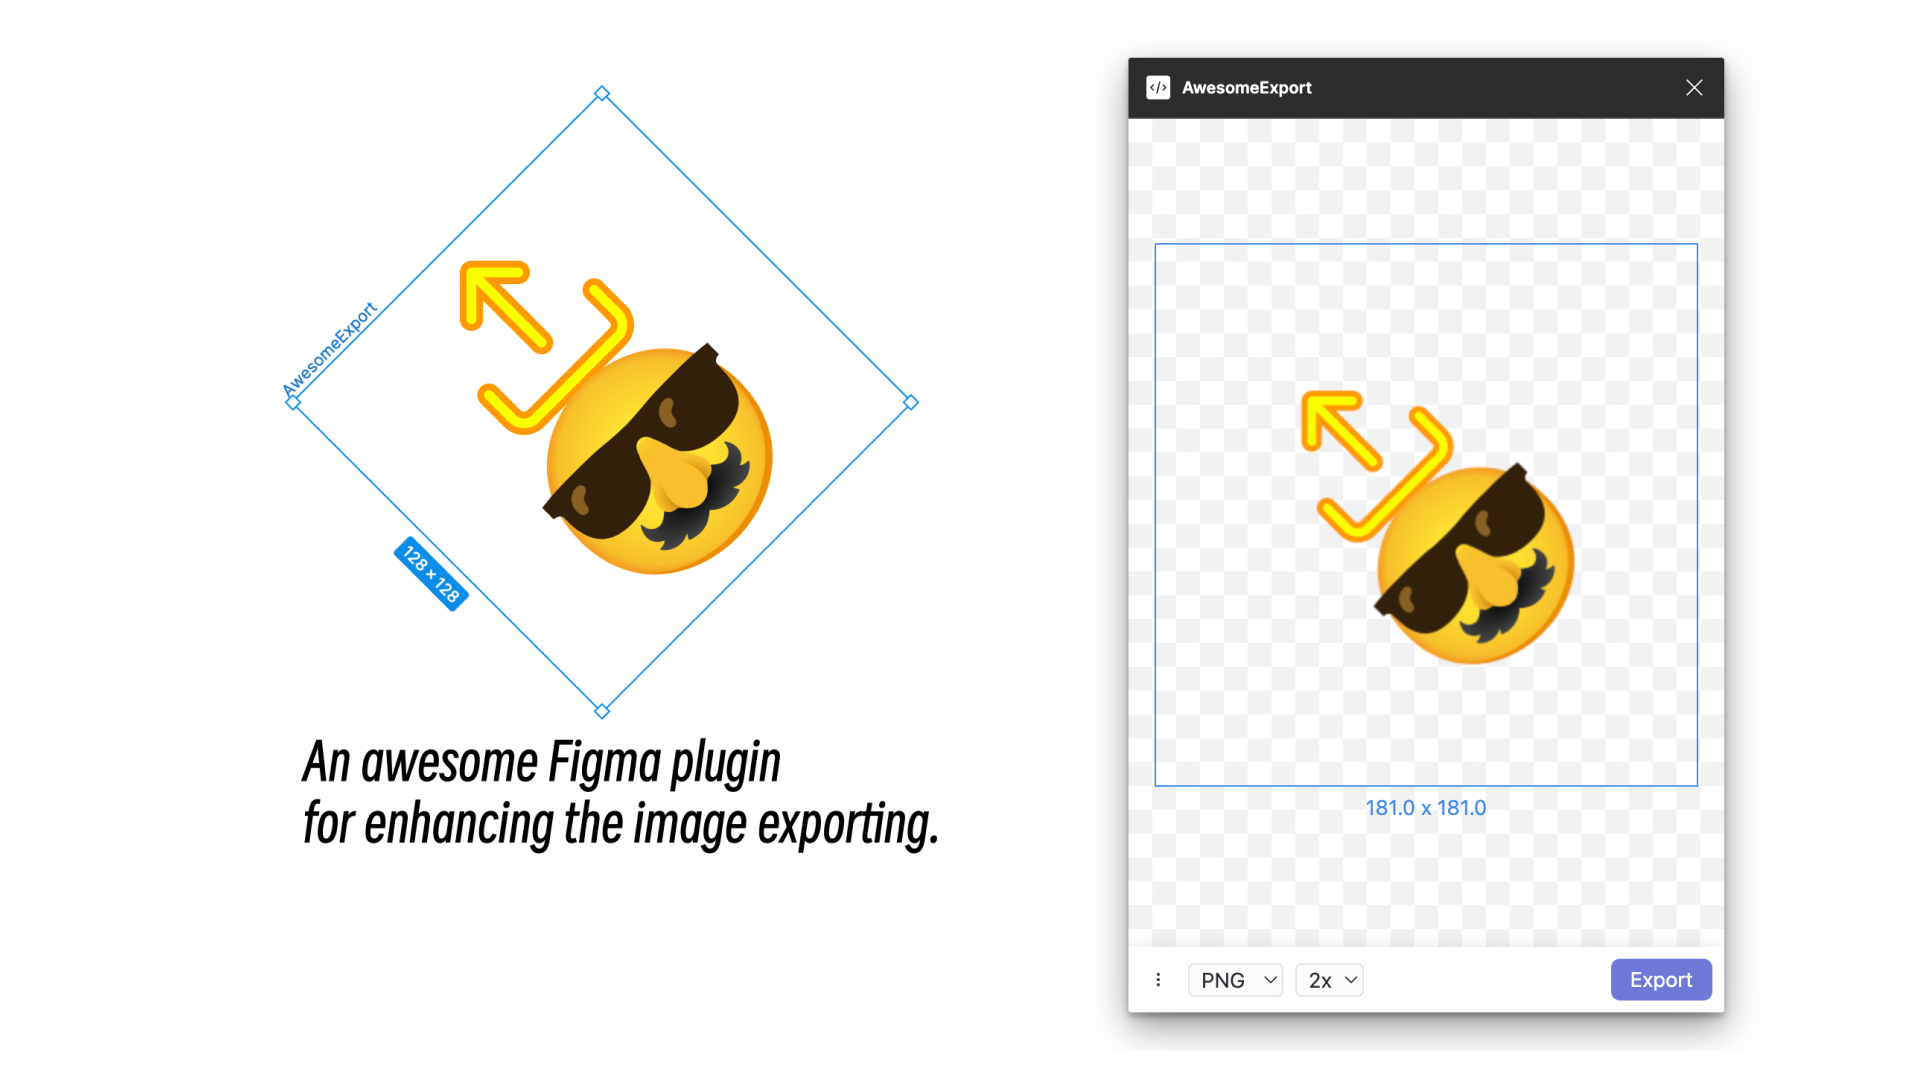 AwesomeExport
128 × 128
An awesome Figma plugin
for enhancing the image exporting.
</> AwesomeExport
181.0 x 181.0
PNG 2x Export